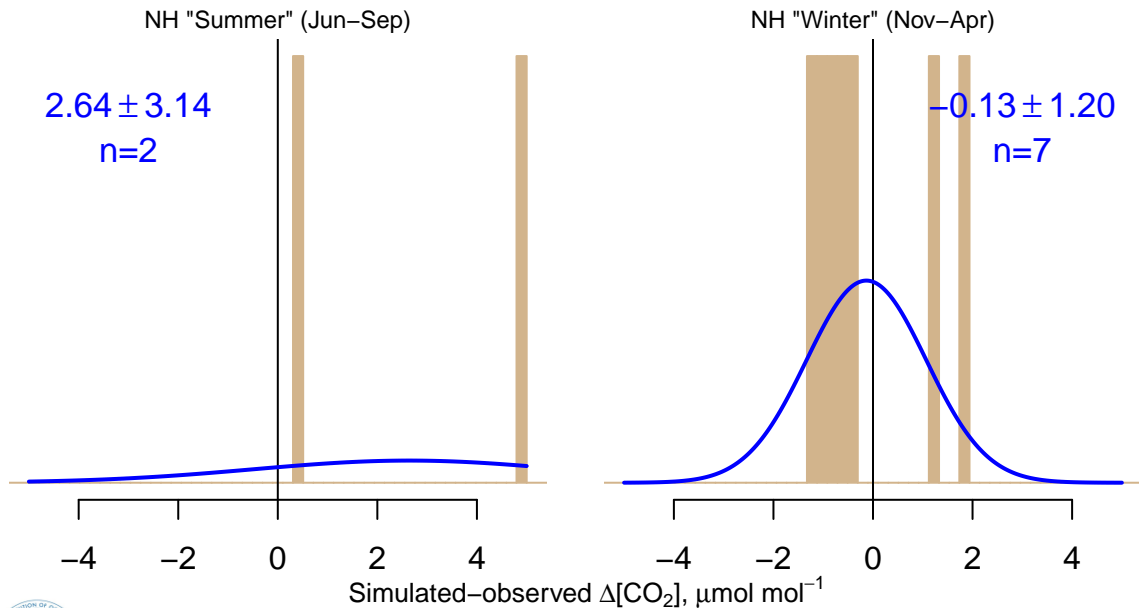 NH "Summer" (Jun−Sep)
2.64 ± 3.14
n=2
−4 −2 0 2 4
NH "Winter" (Nov−Apr)
−0.13 ± 1.20
n=7
−4 −2 0 2 4
Simulated−observed Δ[CO₂], μmol mol⁻¹